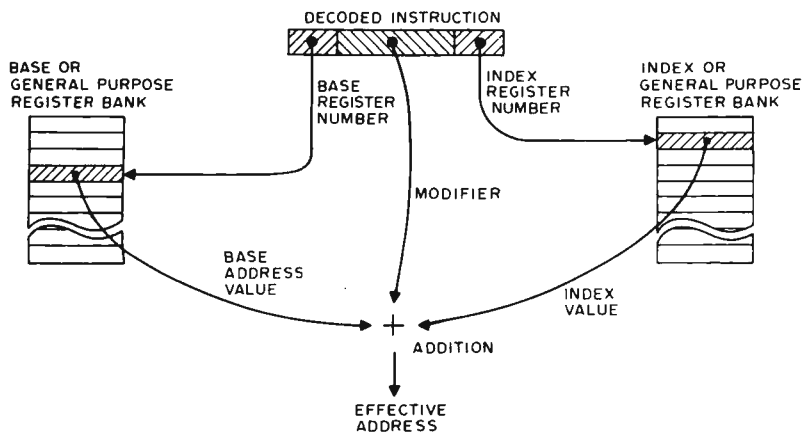 DECODED INSTRUCTION
BASE OR
GENERAL PURPOSE
REGISTER BANK
BASE
REGISTER
NUMBER
INDEX
REGISTER
NUMBER
INDEX OR
GENERAL PURPOSE
REGISTER BANK
MODIFIER
BASE
ADDRESS
VALUE
INDEX
VALUE
+
ADDITION
EFFECTIVE
ADDRESS